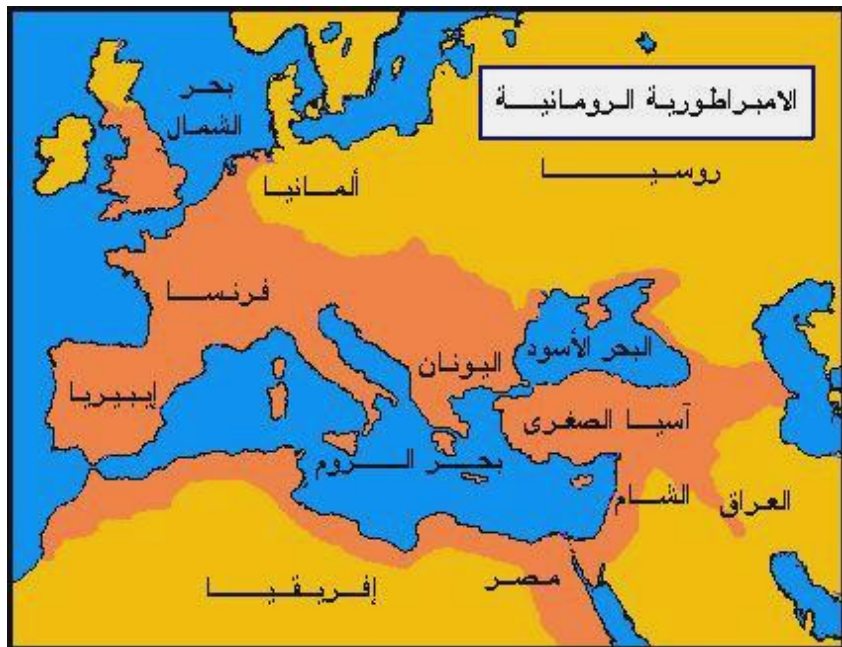 الامبراطورية الرومانية
بحر
الشمال
روسيا
ألمانيا
فرنسا
البحر الأسود
اليونان
إيبيريا
آسيا الصغرى
بحر الروم
الشام
العراق
مصر
إفريقيا